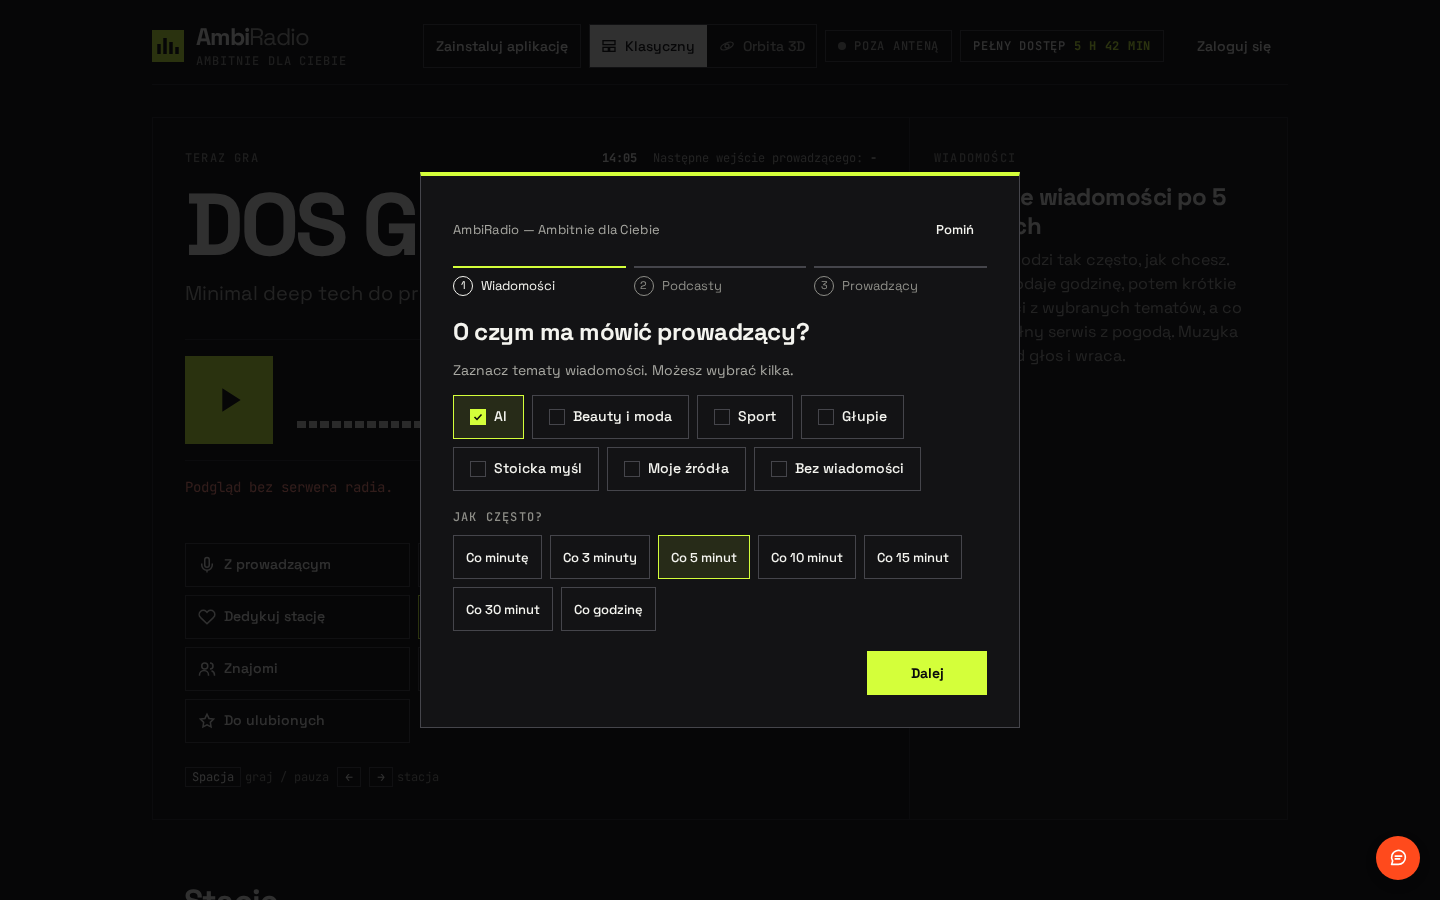 AmbiRadio
AMBITNIE DLA CIEBIE
Zainstaluj aplikację
Klasyczny
Orbita 3D
POZA ANTENĄ
PEŁNY DOSTĘP 5 H 42 MIN
Zaloguj się
TERAZ GRA
14:05 Następne wejście prowadzącego: -
WIADOMOŚCI
DOS G
Minimal deep tech do pr
e wiadomości po 5
ch
odzi tak, jak chcesz.
odaje godzinę, potem krótkie
i z wybranych tematów, a co
łny serwis z pogodą. Muzyka
d głos i wraca.
Podgląd bez serwera radia.
Z prowadzącym
Dedykuj stację
Znajomi
Do ulubionych
Spacja graj / pauza ← → stacja
AmbiRadio — Ambitnie dla Ciebie
Pomiń
1 Wiadomości
2 Podcasty
3 Prowadzący
O czym ma mówić prowadzący?
Zaznacz tematy wiadomości. Możesz wybrać kilka.
AI
Beauty i moda
Sport
Głupie
Stoicka myśl
Moje źródła
Bez wiadomości
JAK CZĘSTO?
Co minutę
Co 3 minuty
Co 5 minut
Co 10 minut
Co 15 minut
Co 30 minut
Co godzinę
Dalej